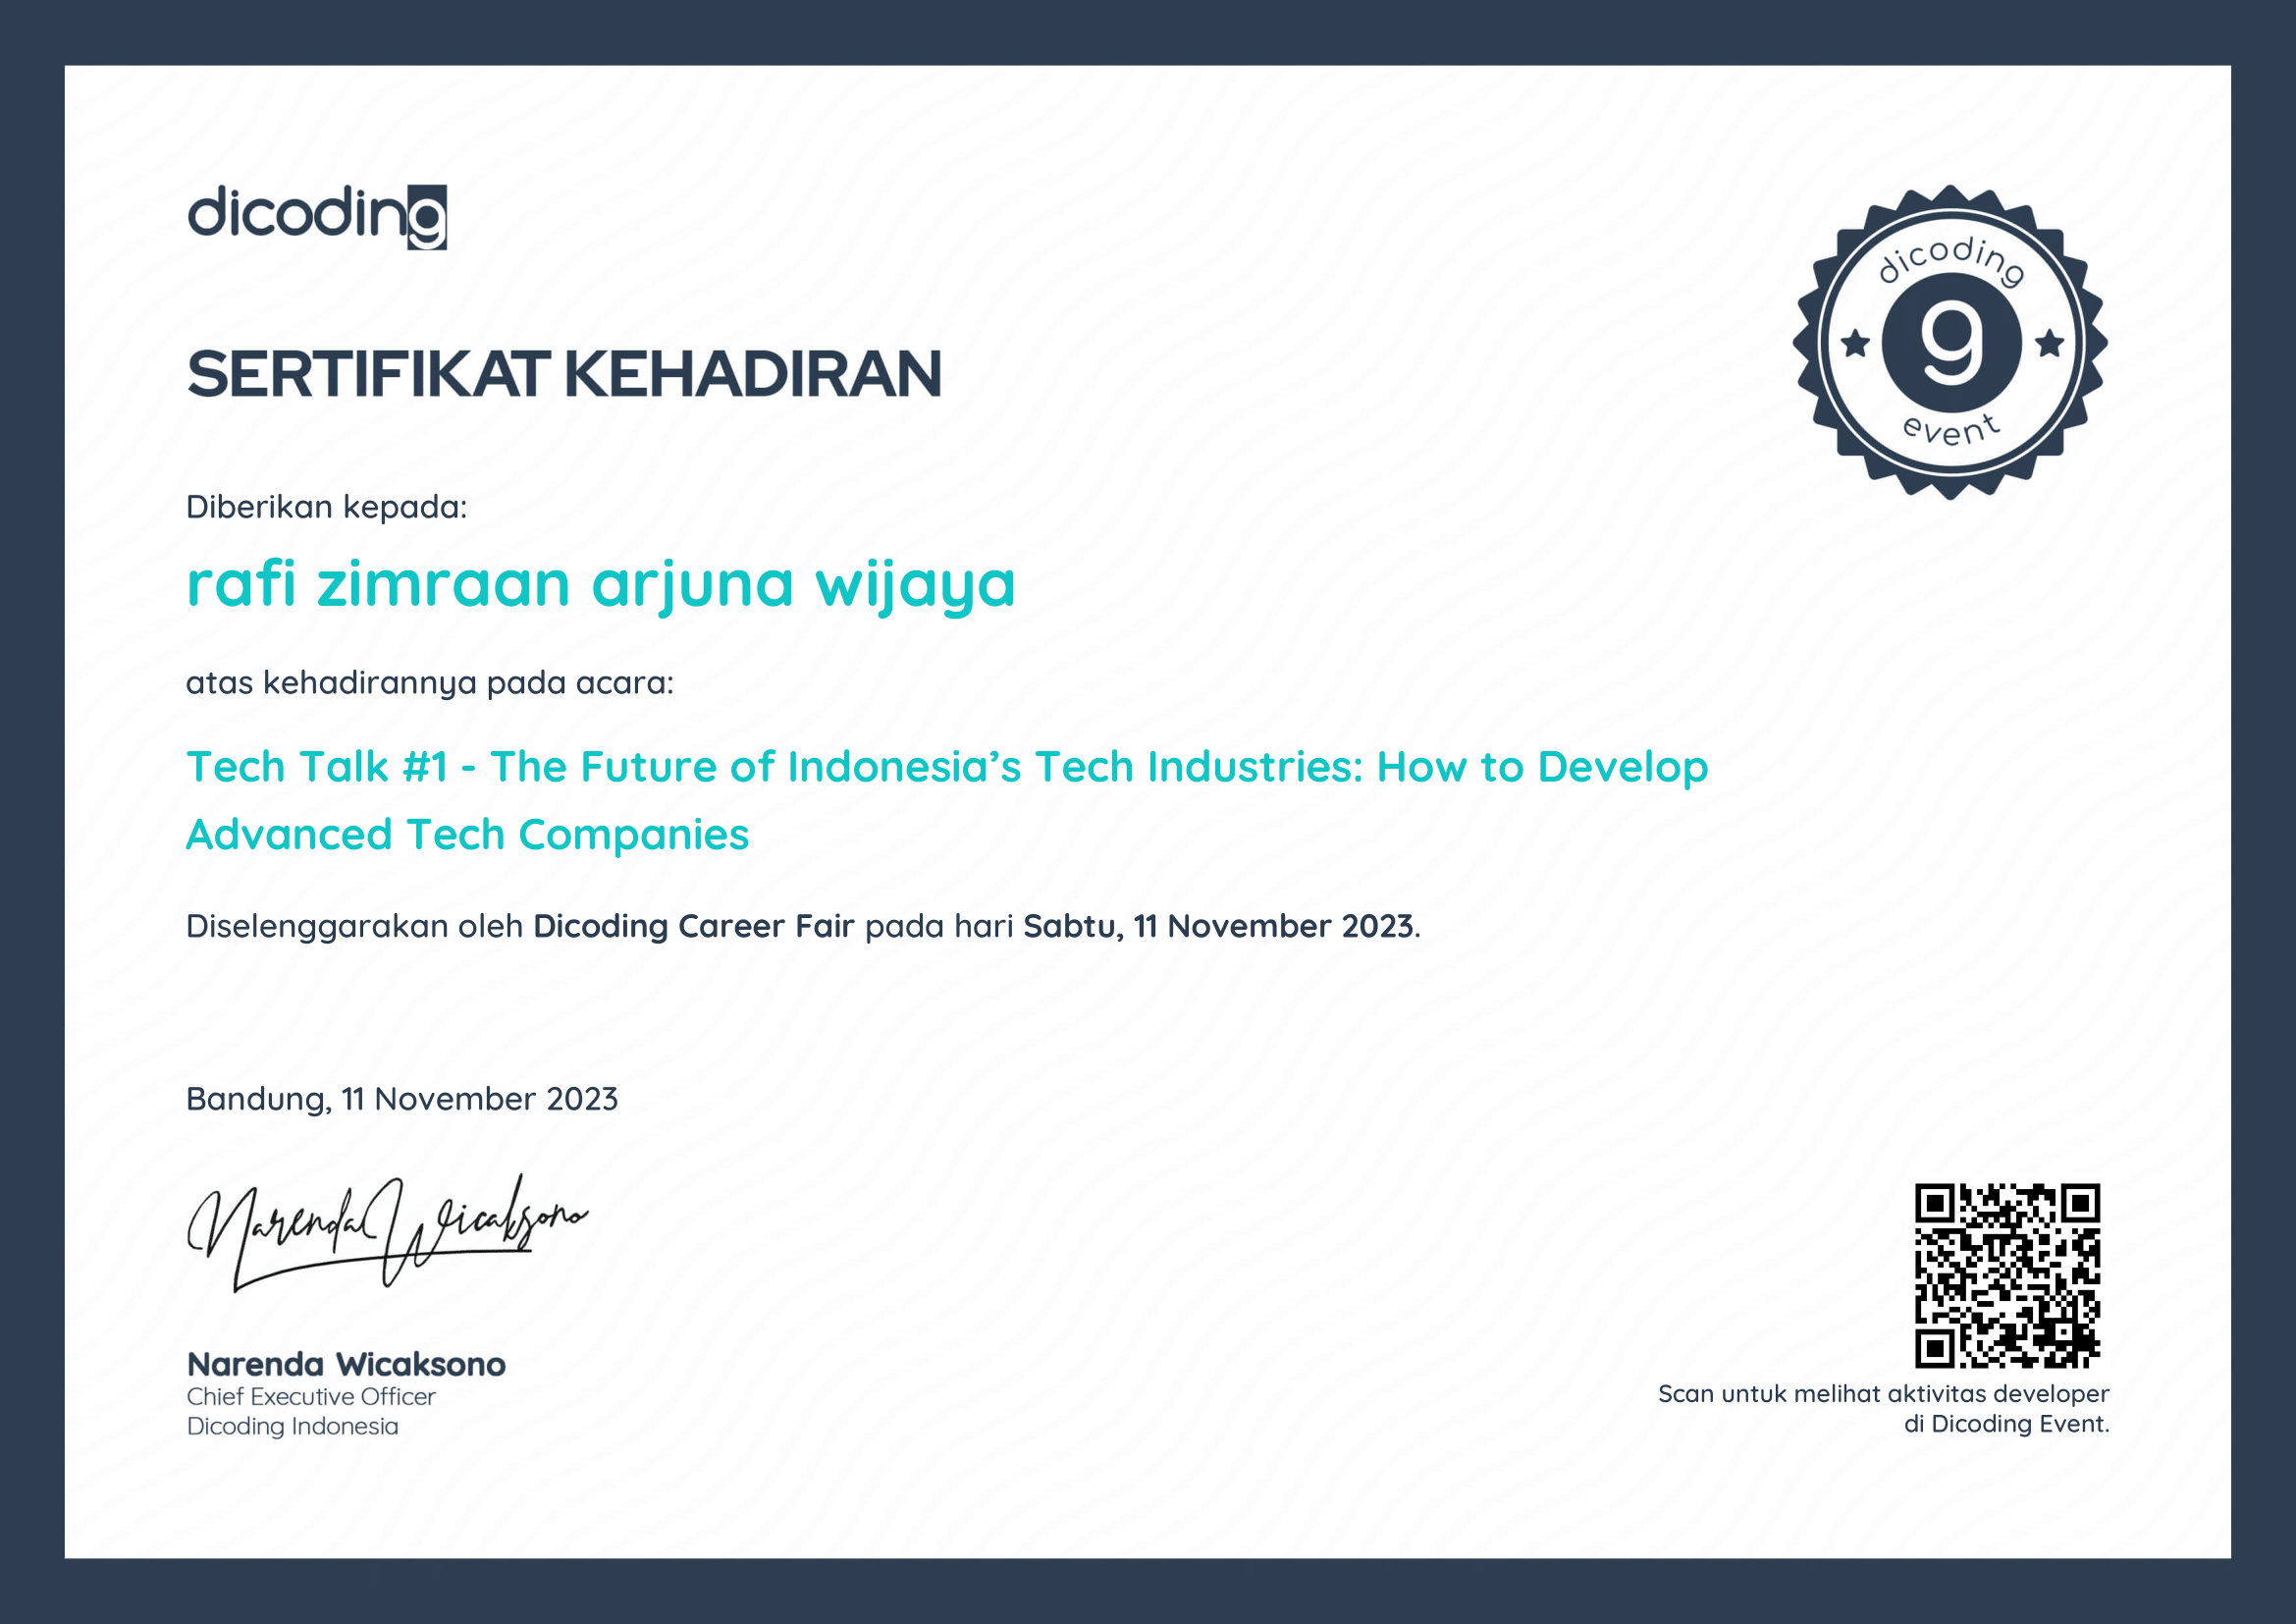 dicoding
SERTIFIKAT KEHADIRAN
dicoding
g
event
Diberikan kepada:
rafi zimraan arjuna wijaya
atas kehadirannya pada acara:
Tech Talk #1 - The Future of Indonesia’s Tech Industries: How to Develop
Advanced Tech Companies
Diselenggarakan oleh Dicoding Career Fair pada hari Sabtu, 11 November 2023.
Bandung, 11 November 2023
Narenda Wicaksono
Narenda Wicaksono
Chief Executive Officer
Dicoding Indonesia
Scan untuk melihat aktivitas developer
di Dicoding Event.